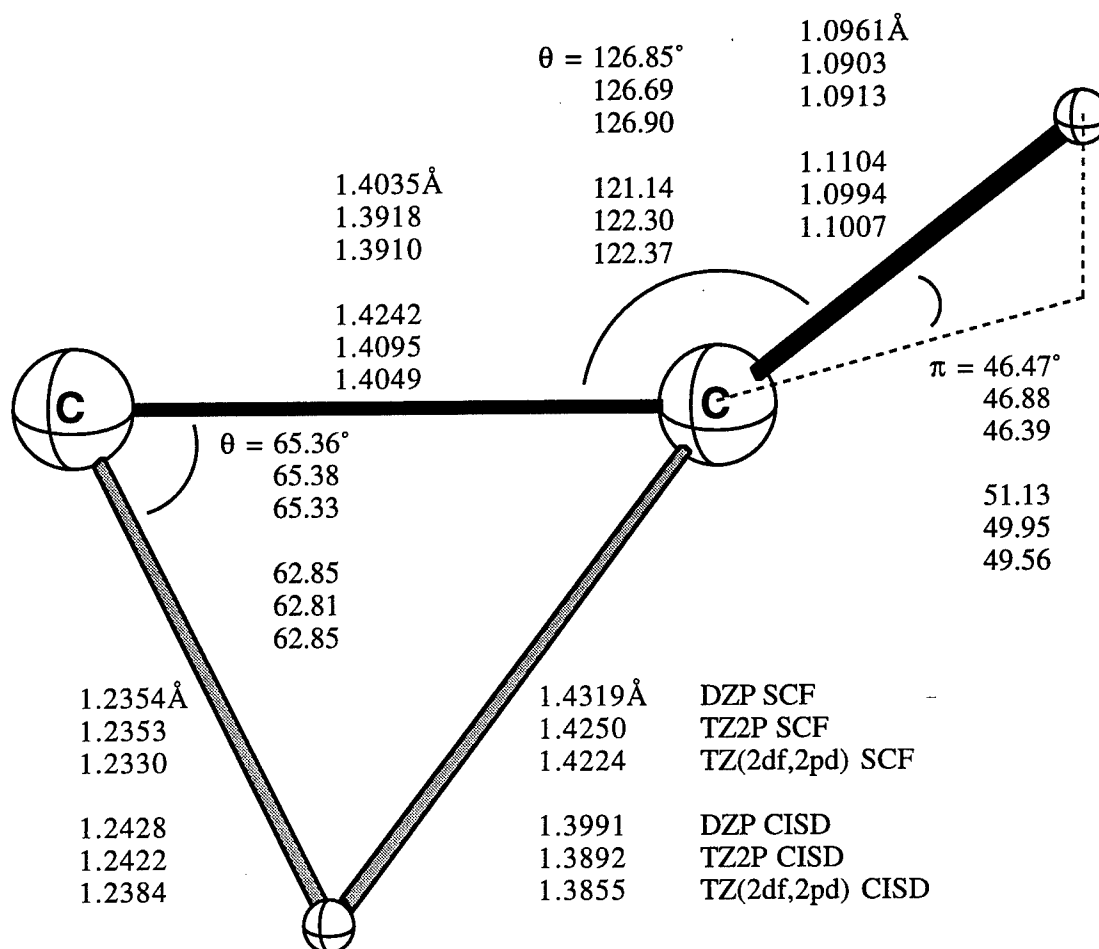 θ = 126.85°
126.69
126.90
121.14
122.30
122.37
1.0961Å
1.0903
1.0913
1.1104
1.0994
1.1007
1.4035Å
1.3918
1.3910
1.4242
1.4095
1.4049
C
C
π = 46.47°
46.88
46.39
51.13
49.95
49.56
θ = 65.36°
65.38
65.33
62.85
62.81
62.85
1.2354Å
1.2353
1.2330
1.2428
1.2422
1.2384
1.4319Å DZP SCF
1.4250 TZ2P SCF
1.4224 TZ(2df,2pd) SCF
1.3991 DZP CISD
1.3892 TZ2P CISD
1.3855 TZ(2df,2pd) CISD